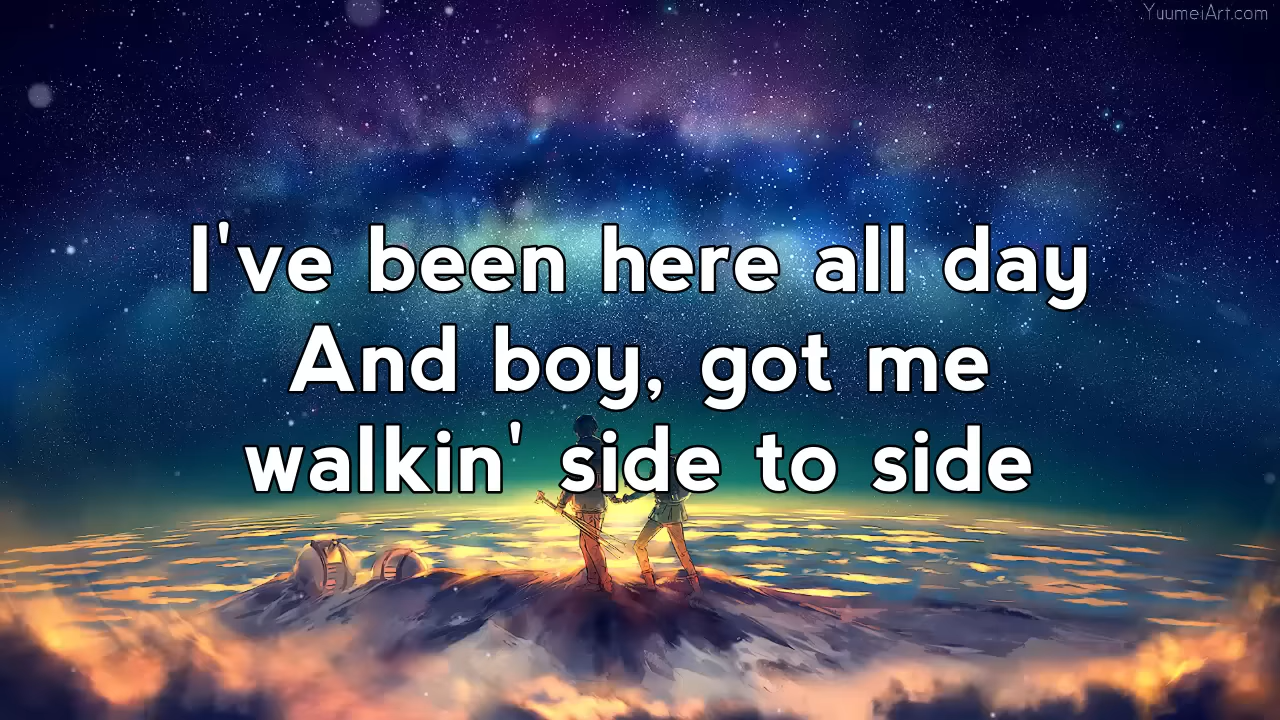 YuumeiArt.com
I've been here all day
And boy, got me
walkin' side to side